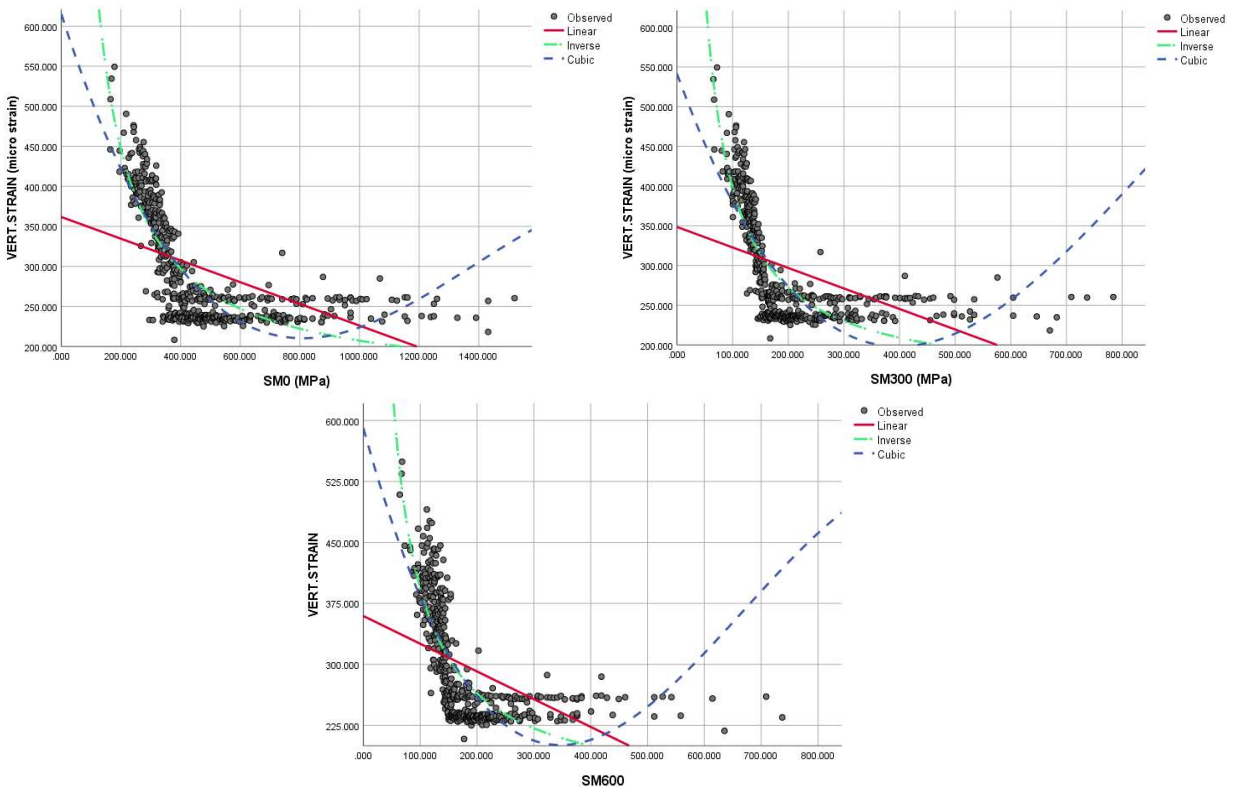 600.000
550.000
500.000
450.000
400.000
350.000
300.000
250.000
200.000
VERT.STRAIN (micro strain)
.000 200.000 400.000 600.000 800.000 1000.000 1200.000 1400.000
SM0 (MPa)
Observed
Linear
Inverse
Cubic
600.000
550.000
500.000
450.000
400.000
350.000
300.000
250.000
200.000
VERT.STRAIN (micro strain)
.000 100.000 200.000 300.000 400.000 500.000 600.000 700.000 800.000
SM300 (MPa)
Observed
Linear
Inverse
Cubic
600.000
525.000
450.000
375.000
300.000
225.000
VERT.STRAIN
.000 100.000 200.000 300.000 400.000 500.000 600.000 700.000 800.000
SM600
Observed
Linear
Inverse
Cubic